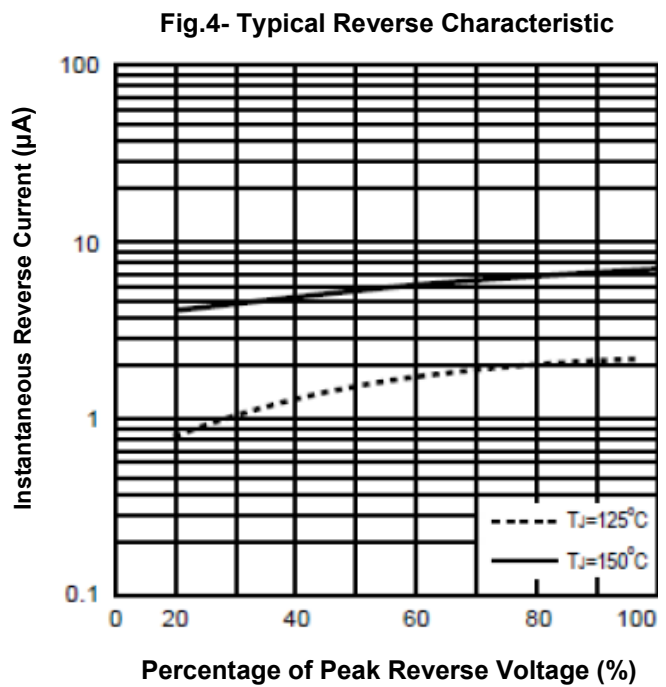 Fig.4- Typical Reverse Characteristic
100
10
1
0.1
Instantaneous Reverse Current (µA)
TJ=125°C
TJ=150°C
0 20 40 60 80 100
Percentage of Peak Reverse Voltage (%)